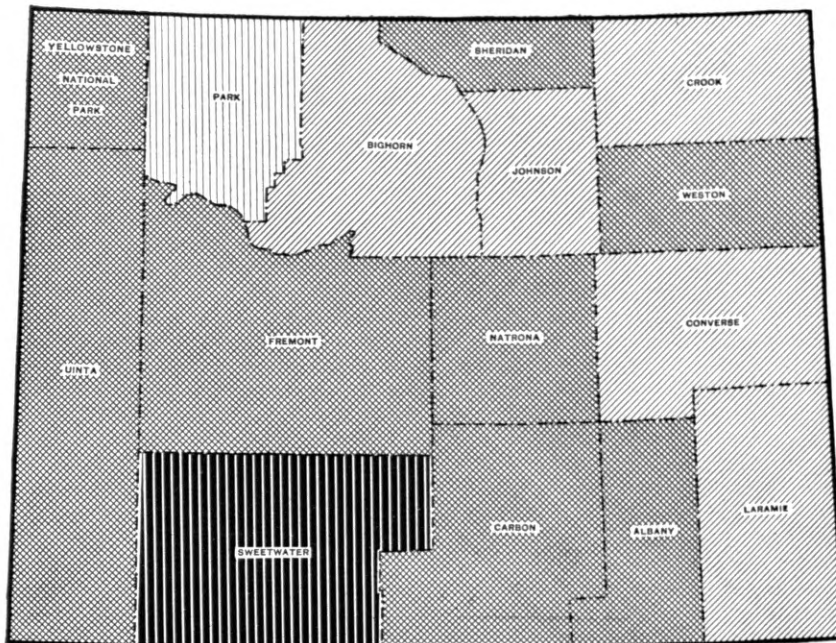 YELLOWSTONE
NATIONAL
PARK
PARK
SHERIDAN
CROOK
BIGHORN
JOHNSON
WESTON
UINTA
FREMONT
NATRONA
CONVERSE
SWEETWATER
CARBON
ALBANY
LARAMIE